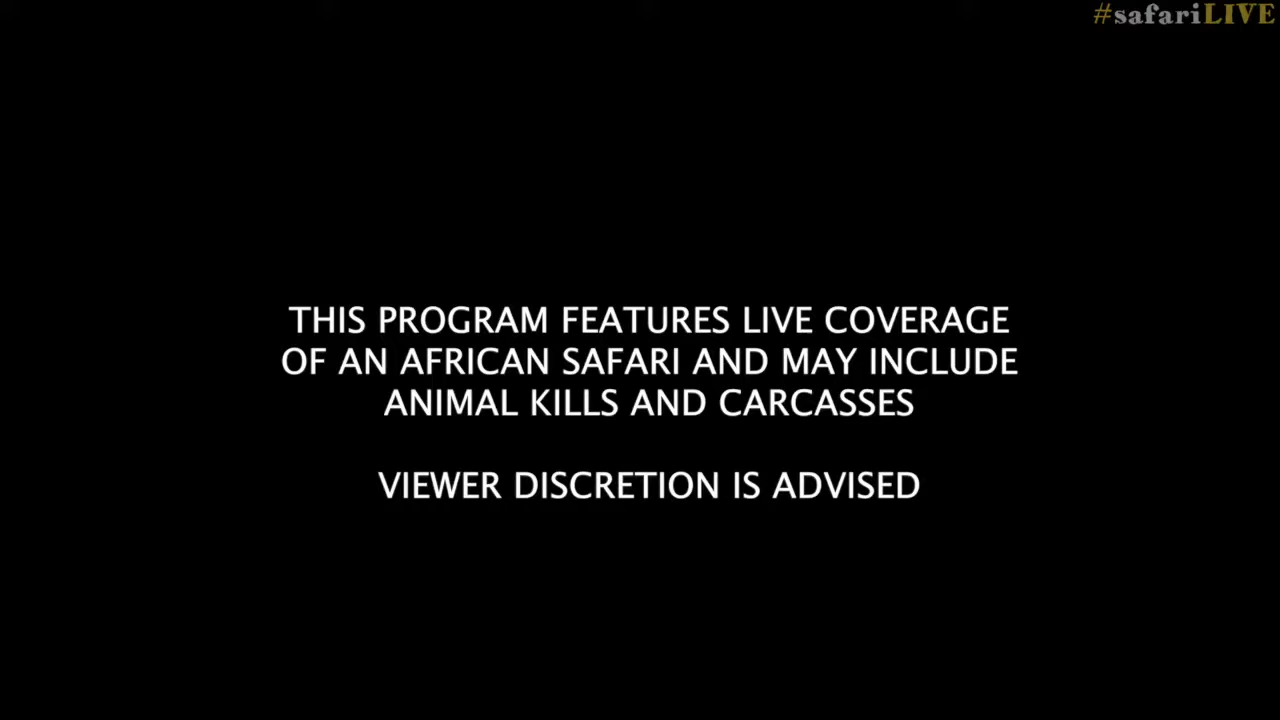 #safariLIVE
THIS PROGRAM FEATURES LIVE COVERAGE
OF AN AFRICAN SAFARI AND MAY INCLUDE
ANIMAL KILLS AND CARCASSES
VIEWER DISCRETION IS ADVISED